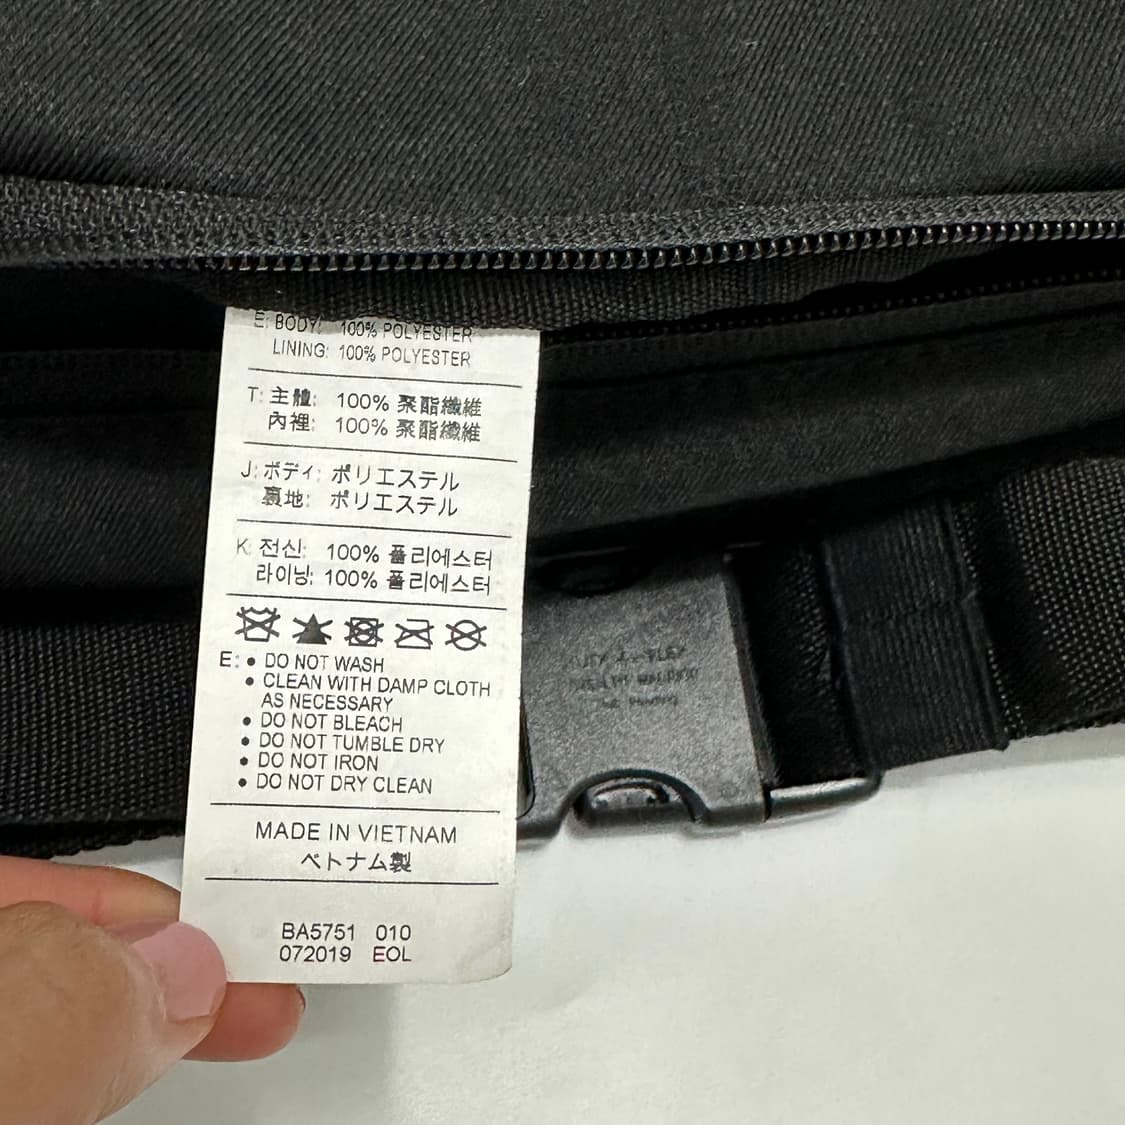 E: BODY: 100% POLYESTER
LINING: 100% POLYESTER
T: 主體: 100% 聚酯纖維
內裡: 100% 聚酯纖維
J: ボディ: ポリエステル
裏地: ポリエステル
K: 전신: 100% 폴리에스터
라이닝: 100% 폴리에스터
E: • DO NOT WASH
• CLEAN WITH DAMP CLOTH
AS NECESSARY
• DO NOT BLEACH
• DO NOT TUMBLE DRY
• DO NOT IRON
• DO NOT DRY CLEAN
MADE IN VIETNAM
ベトナム製
BA5751 010
072019 EOL